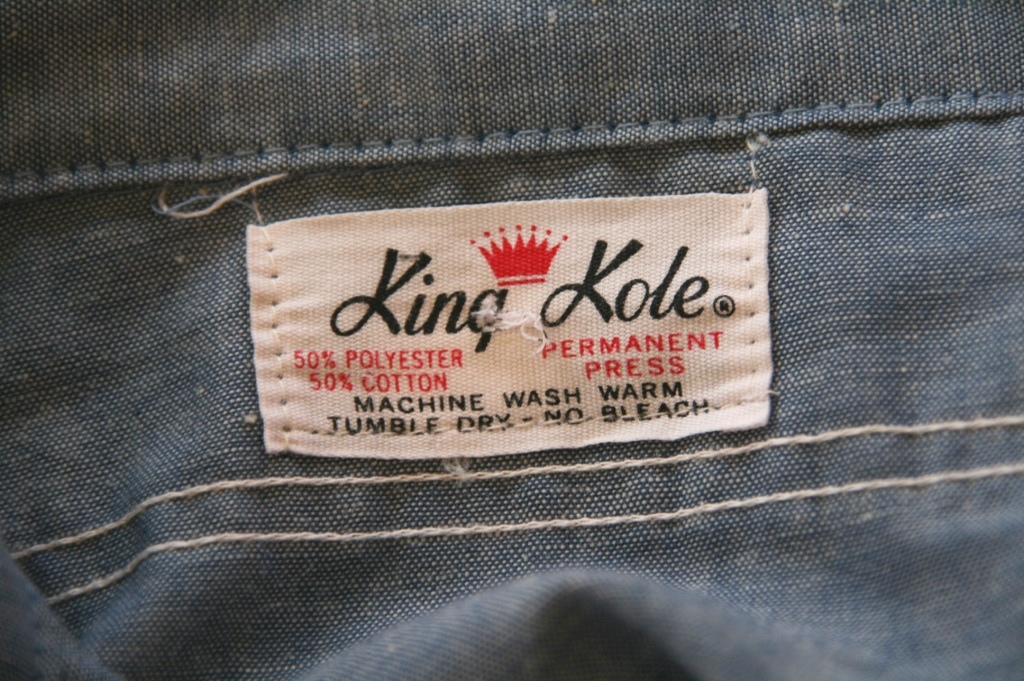 King Kole®
50% POLYESTER PERMANENT
50% COTTON PRESS
MACHINE WASH WARM
TUMBLE DRY - NO BLEACH